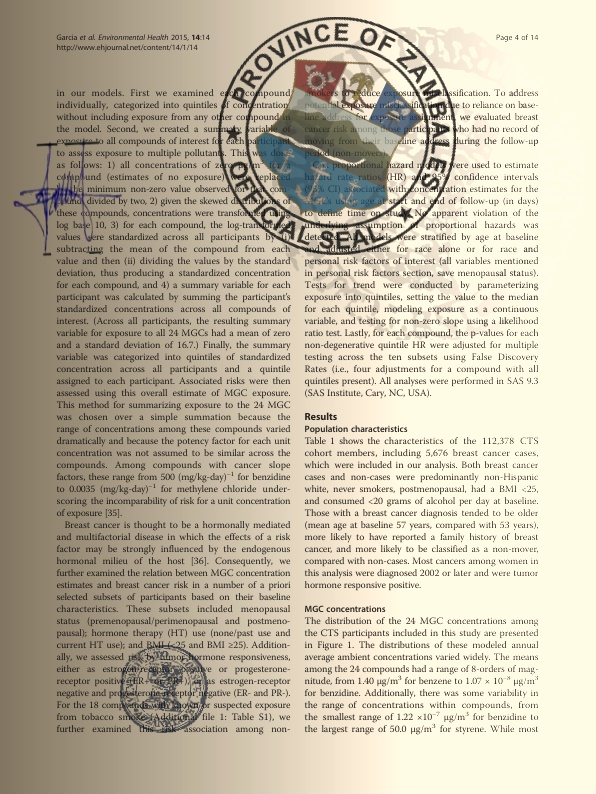 Garcia et al. Environmental Health 2015, 14:14
http://www.ehjournal.net/content/14/1/14
Page 4 of 14
in our models. First we examined each compound
individually, categorized into quintiles of concentration
without including exposure from any other compound in
the model. Second, we created a summary variable of
exposure to all compounds of interest for each participant
to assess exposure to multiple pollutants. This was done
as follows: 1) all concentrations of zero from
compound (estimates of no exposure) were replaced
the minimum non-zero value observed for that com-
pound, divided by two, 2) given the skewed distributions of
these compounds, concentrations were transformed using
log base 10, 3) for each compound, the log-transformed
values were standardized across all participants by (i)
subtracting the mean of the compound from each
value and then (ii) dividing the values by the standard
deviation, thus producing a standardized concentration
for each compound, and 4) a summary variable for each
participant was calculated by summing the participant's
standardized concentrations across all compounds of
interest. (Across all participants, the resulting summary
variable for exposure to all 24 MGCs had a mean of zero
and a standard deviation of 16.7.) Finally, the summary
variable was categorized into quintiles of standardized
concentration across all participants and a quintile
assigned to each participant. Associated risks were then
assessed using this overall estimate of MGC exposure.
This method for summarizing exposure to the 24 MGC
was chosen over a simple summation because the
range of concentrations among these compounds varied
dramatically and because the potency factor for each unit
concentration was not assumed to be similar across the
compounds. Among compounds with cancer slope
factors, these range from 500 (mg/kg-day)⁻¹ for benzidine
to 0.0035 (mg/kg-day)⁻¹ for methylene chloride under-
scoring the incomparability of risk for a unit concentration
of exposure [35].
Breast cancer is thought to be a hormonally mediated
and multifactorial disease in which the effects of a risk
factor may be strongly influenced by the endogenous
hormonal milieu of the host [36]. Consequently, we
further examined the relation between MGC concentration
estimates and breast cancer risk in a number of a priori
selected subsets of participants based on their baseline
characteristics. These subsets included menopausal
status (premenopausal/perimenopausal and postmeno-
pausal); hormone therapy (HT) use (none/past use and
current HT use); and BMI (<25 and BMI ≥25). Addition-
ally, we assessed risk by tumor hormone responsiveness,
either as estrogen-receptor positive or progesterone-
receptor positive (ER+ or PR+), or as estrogen-receptor
negative and progesterone-receptor negative (ER- and PR-).
For the 18 compounds with known or suspected exposure
from tobacco smoke (Additional file 1: Table S1), we
further examined this risk association among non-
smokers to reduce exposure misclassification. To address
potential exposure misclassification due to reliance on base-
line address for exposure assignment, we evaluated breast
cancer risk among those participants who had no record of
moving from their baseline address during the follow-up
period (non-movers).
Cox proportional hazard models were used to estimate
hazard rate ratios (HR) and 95% confidence intervals
(95% CI) associated with concentration estimates for the
MGCs using age at start and end of follow-up (in days)
to define time on study. No apparent violation of the
underlying assumption of proportional hazards was
detected. All models were stratified by age at baseline
and adjusted either for race alone or for race and
personal risk factors of interest (all variables mentioned
in personal risk factors section, save menopausal status).
Tests for trend were conducted by parameterizing
exposure into quintiles, setting the value to the median
for each quintile, modeling exposure as a continuous
variable, and testing for non-zero slope using a likelihood
ratio test. Lastly, for each compound, the p-values for each
non-degenerative quintile HR were adjusted for multiple
testing across the ten subsets using False Discovery
Rates (i.e., four adjustments for a compound with all
quintiles present). All analyses were performed in SAS 9.3
(SAS Institute, Cary, NC, USA).
Results
Population characteristics
Table 1 shows the characteristics of the 112,378 CTS
cohort members, including 5,676 breast cancer cases,
which were included in our analysis. Both breast cancer
cases and non-cases were predominantly non-Hispanic
white, never smokers, postmenopausal, had a BMI <25,
and consumed <20 grams of alcohol per day at baseline.
Those with a breast cancer diagnosis tended to be older
(mean age at baseline 57 years, compared with 53 years),
more likely to have reported a family history of breast
cancer, and more likely to be classified as a non-mover,
compared with non-cases. Most cancers among women in
this analysis were diagnosed 2002 or later and were tumor
hormone responsive positive.
MGC concentrations
The distribution of the 24 MGC concentrations among
the CTS participants included in this study are presented
in Figure 1. The distributions of these modeled annual
average ambient concentrations varied widely. The means
among the 24 compounds had a range of 8-orders of mag-
nitude, from 1.40 μg/m³ for benzene to 1.07 × 10⁻⁸ μg/m³
for benzidine. Additionally, there was some variability in
the range of concentrations within compounds, from
the smallest range of 1.22 ×10⁻⁷ μg/m³ for benzidine to
the largest range of 50.0 μg/m³ for styrene. While most
PROVINCE OF
SEAL